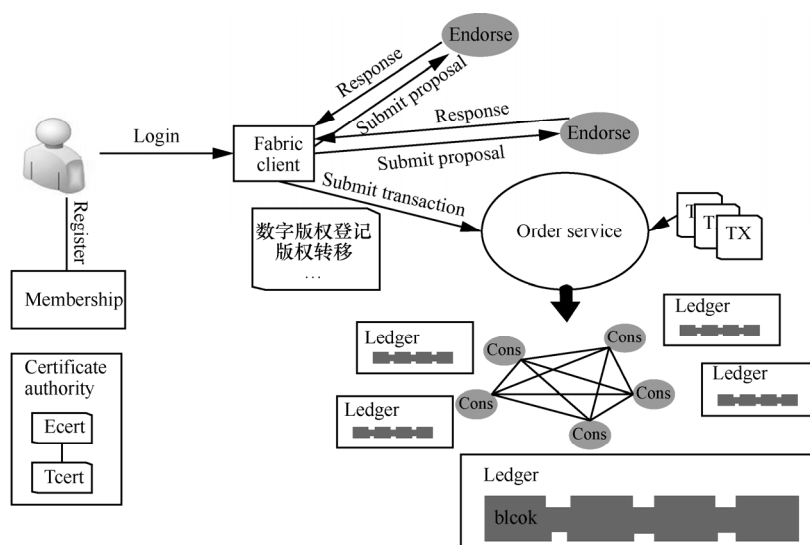 Endorse
Response
Submit proposal
Response
Endorse
Submit proposal
Login
Fabric
client
Submit transaction
Register
数字版权登记
版权转移
...
Order service
T
T
TX
Membership
Certificate
authority
Ecert
Tcert
Ledger
Ledger
Cons
Cons
Cons
Cons
Cons
Ledger
Ledger
Ledger
blcok